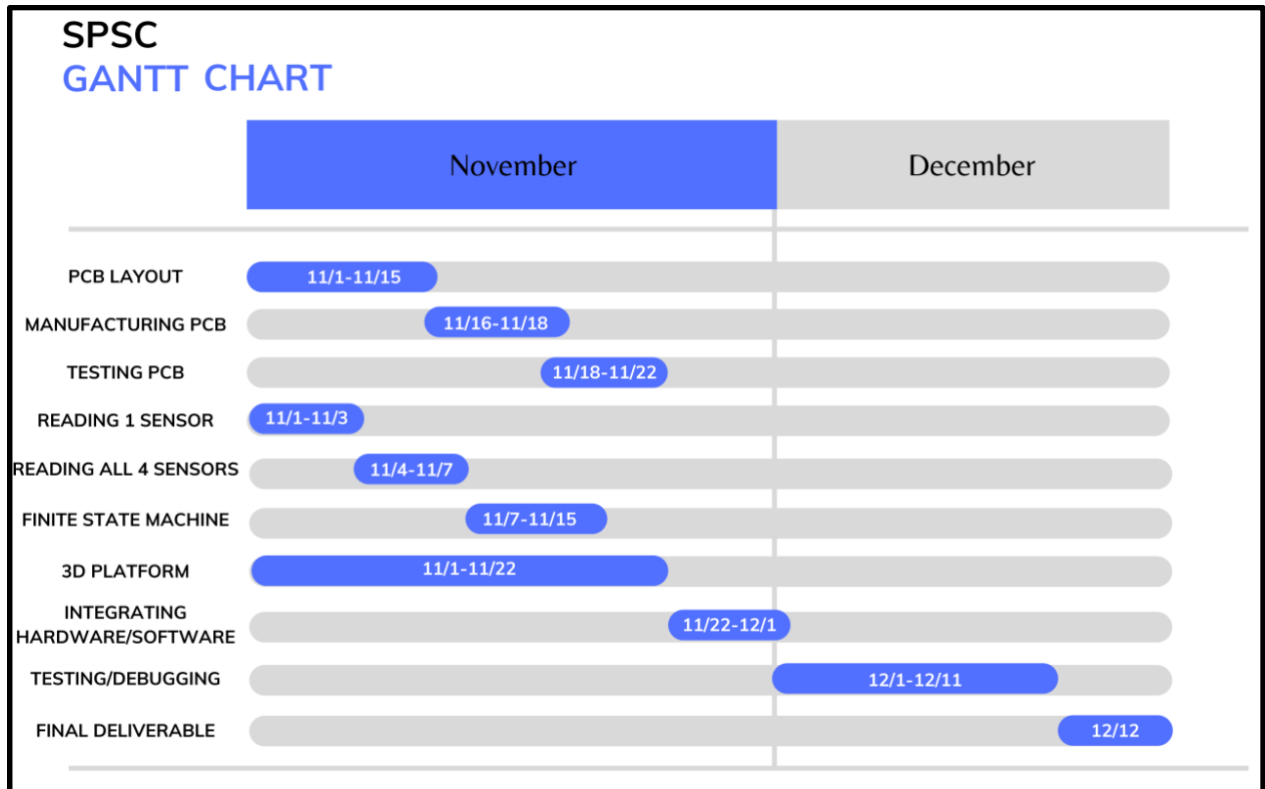 SPSC
GANTT CHART
November December
PCB LAYOUT 11/1-11/15
MANUFACTURING PCB 11/16-11/18
TESTING PCB 11/18-11/22
READING 1 SENSOR 11/1-11/3
READING ALL 4 SENSORS 11/4-11/7
FINITE STATE MACHINE 11/7-11/15
3D PLATFORM 11/1-11/22
INTEGRATING
HARDWARE/SOFTWARE 11/22-12/1
TESTING/DEBUGGING 12/1-12/11
FINAL DELIVERABLE 12/12